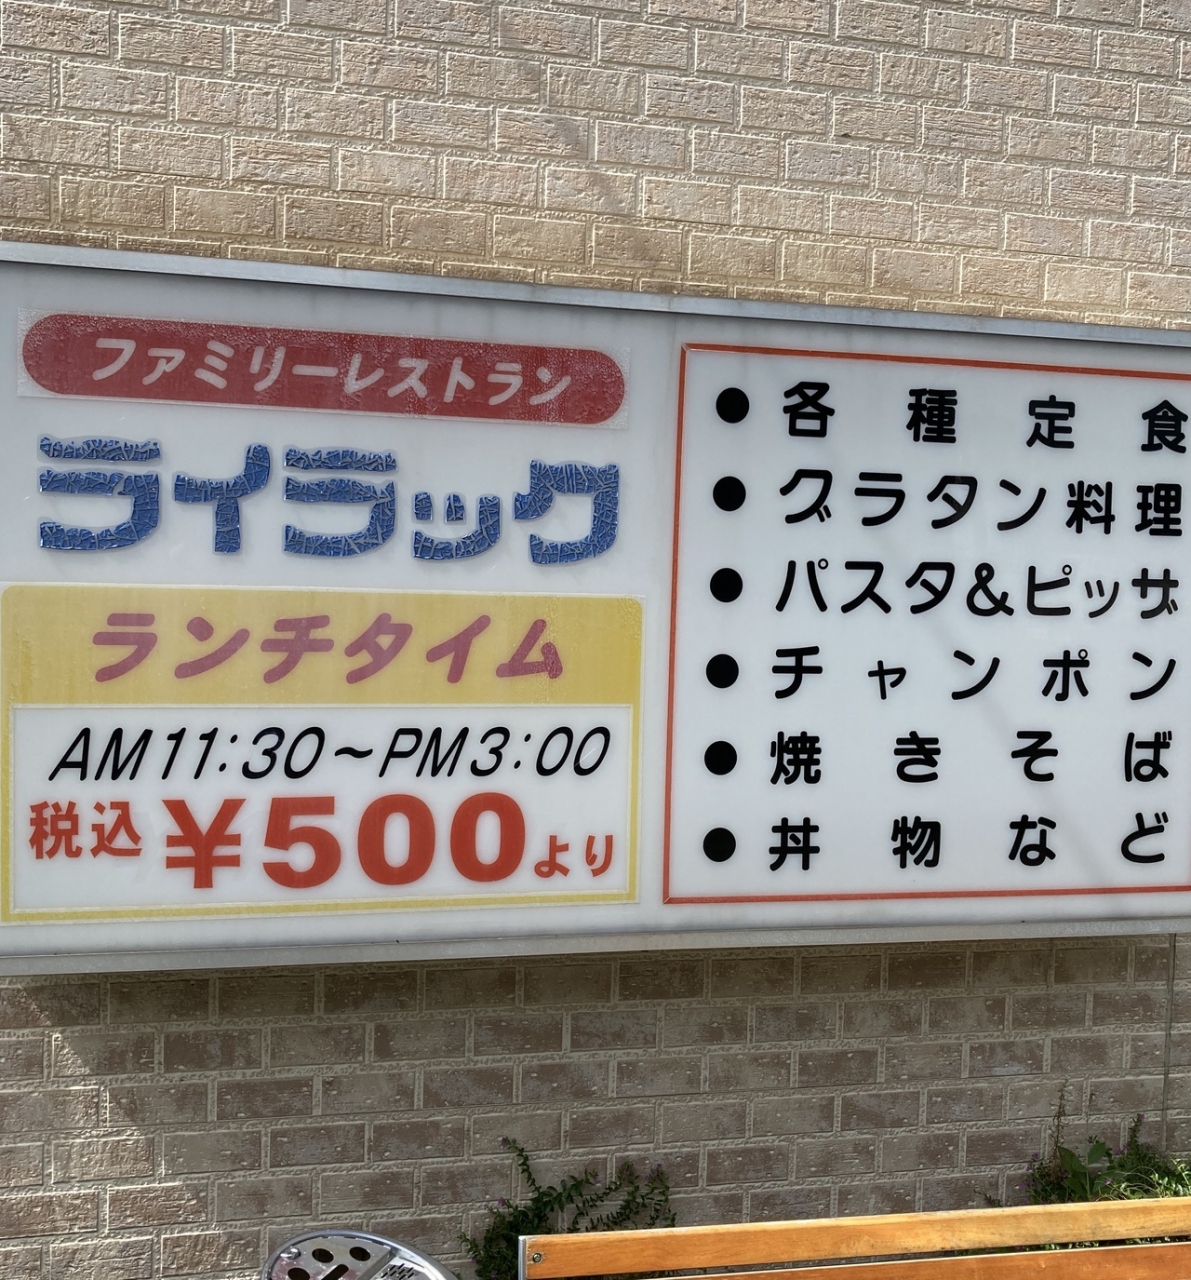 ファミリーレストラン
ライラック
ランチタイム
AM11:30~PM3:00
税込¥500より
●各種定食
●グラタン料理
●パスタ&ピッザ
●チャンポン
●焼きそば
●丼物など